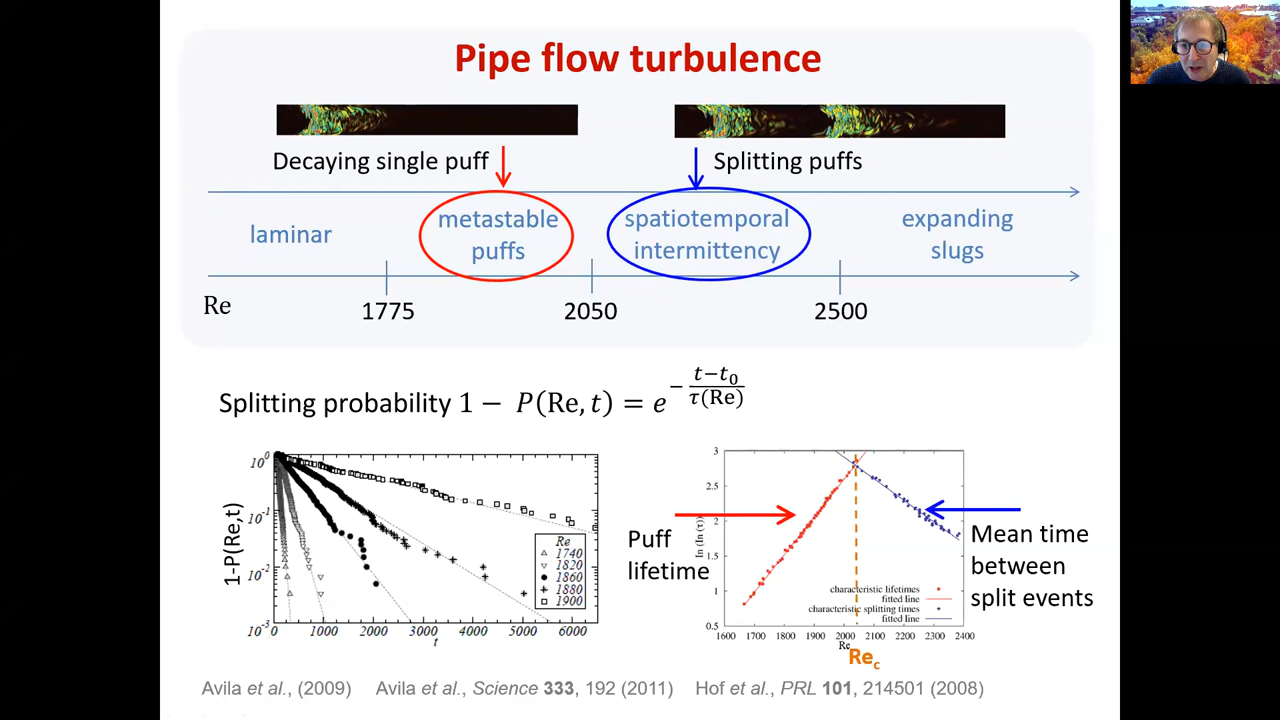 Pipe flow turbulence
Decaying single puff
Splitting puffs
laminar
metastable
puffs
spatiotemporal
intermittency
expanding
slugs
Re
1775
2050
2500
Splitting probability 1 − P(Re, t) = e^{−\frac{t−t₀}{τ(Re)}}
1-P(Re,t)
10^0
10^-1
10^-2
10^-3
0 1000 2000 3000 4000 5000 6000
t
Re
1740
1820
1860
1880
1900
Puff
lifetime
ln (ln (τ))
3
2.5
2
1.5
1
0.5
characteristic lifetimes
fitted line
characteristic splitting times
fitted line
1600 1700 1800 1900 2000 2100 2200 2300 2400
Re
Re_c
Mean time
between
split events
Avila et al., (2009) Avila et al., Science 333, 192 (2011) Hof et al., PRL 101, 214501 (2008)